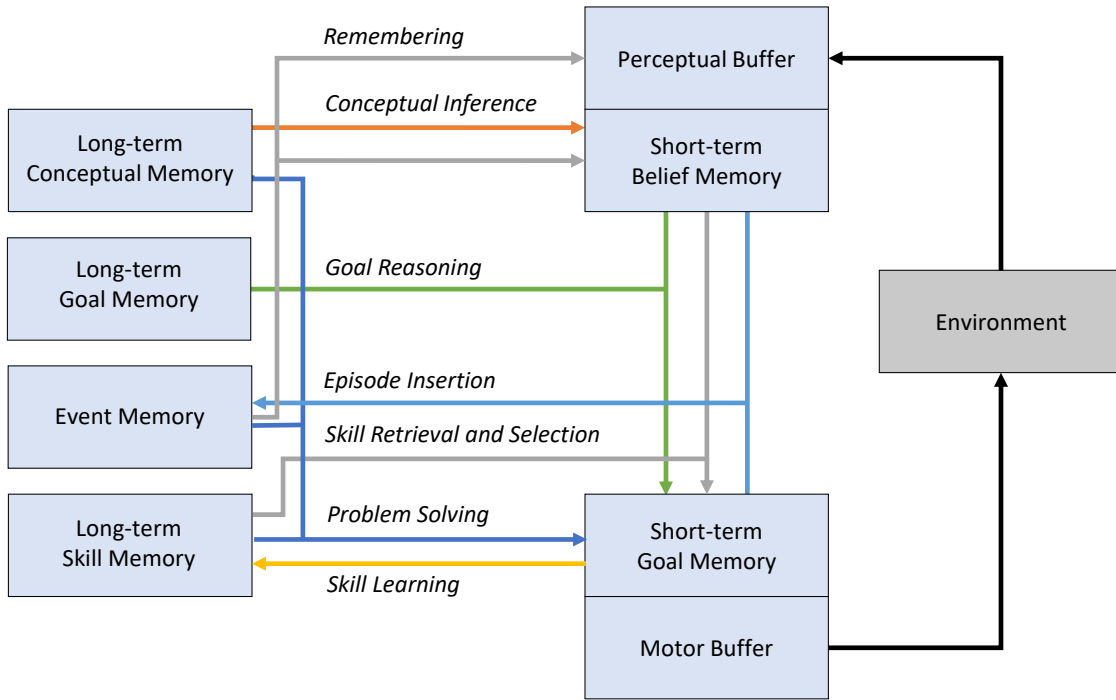 Remembering
Perceptual Buffer
Conceptual Inference
Long-term
Conceptual Memory
Short-term
Belief Memory
Long-term
Goal Memory
Goal Reasoning
Environment
Event Memory
Episode Insertion
Skill Retrieval and Selection
Long-term
Skill Memory
Problem Solving
Short-term
Goal Memory
Skill Learning
Motor Buffer